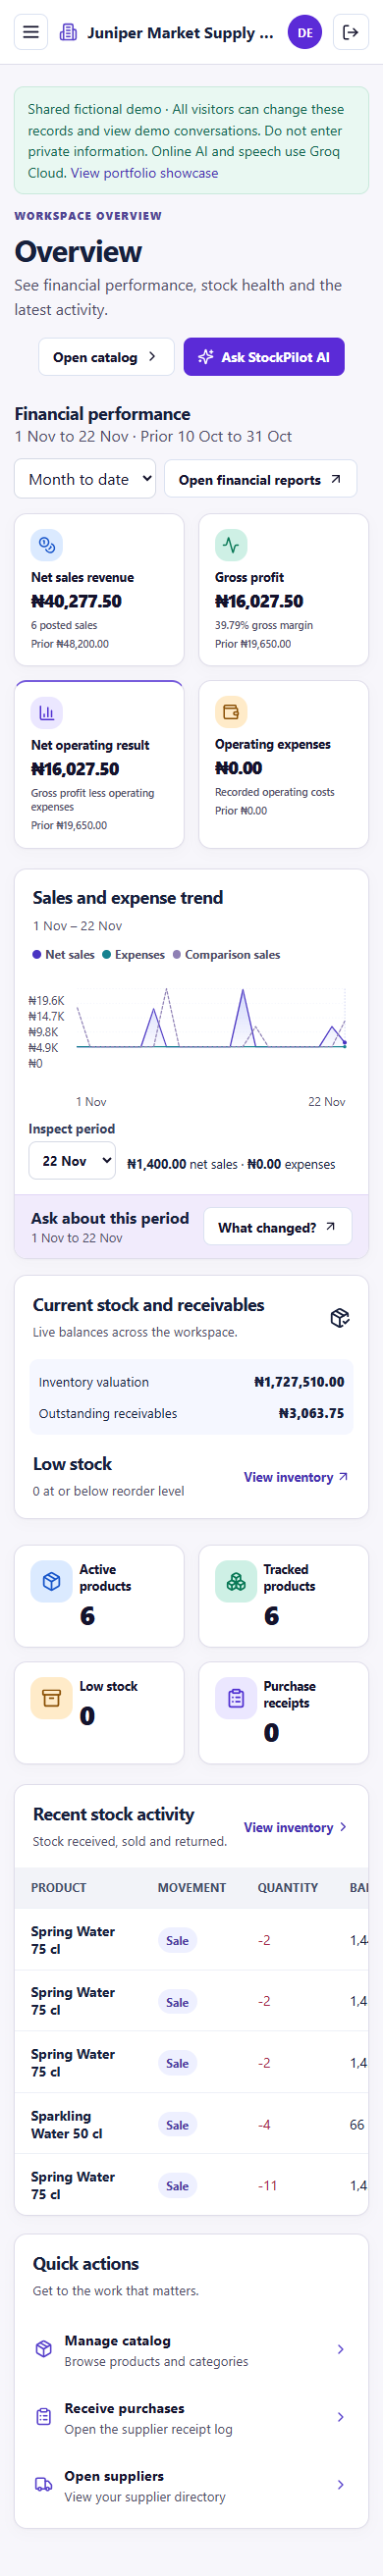 Juniper Market Supply ...
DE
Shared fictional demo · All visitors can change these
records and view demo conversations. Do not enter
private information. Online AI and speech use Groq
Cloud. View portfolio showcase
WORKSPACE OVERVIEW
Overview
See financial performance, stock health and the
latest activity.
Open catalog
Ask StockPilot AI
Financial performance
1 Nov to 22 Nov · Prior 10 Oct to 31 Oct
Month to date
Open financial reports
Net sales revenue
₦40,277.50
6 posted sales
Prior ₦48,200.00
Gross profit
₦16,027.50
39.79% gross margin
Prior ₦19,650.00
Net operating result
₦16,027.50
Gross profit less operating
expenses
Prior ₦19,650.00
Operating expenses
₦0.00
Recorded operating costs
Prior ₦0.00
Sales and expense trend
1 Nov – 22 Nov
Net sales
Expenses
Comparison sales
₦19.6K
₦14.7K
₦9.8K
₦4.9K
₦0
1 Nov
22 Nov
Inspect period
22 Nov
₦1,400.00 net sales · ₦0.00 expenses
Ask about this period
1 Nov to 22 Nov
What changed?
Current stock and receivables
Live balances across the workspace.
Inventory valuation
₦1,727,510.00
Outstanding receivables
₦3,063.75
Low stock
0 at or below reorder level
View inventory
Active
products
6
Tracked
products
6
Low stock
0
Purchase
receipts
0
Recent stock activity
Stock received, sold and returned.
View inventory
PRODUCT MOVEMENT QUANTITY
Spring Water
75 cl
Sale
-2
Spring Water
75 cl
Sale
-2
1,4
Spring Water
75 cl
Sale
-2
1,4
Sparkling
Water 50 cl
Sale
-4
66
Spring Water
75 cl
Sale
-11
1,4
Quick actions
Get to the work that matters.
Manage catalog
Browse products and categories
Receive purchases
Open the supplier receipt log
Open suppliers
View your supplier directory